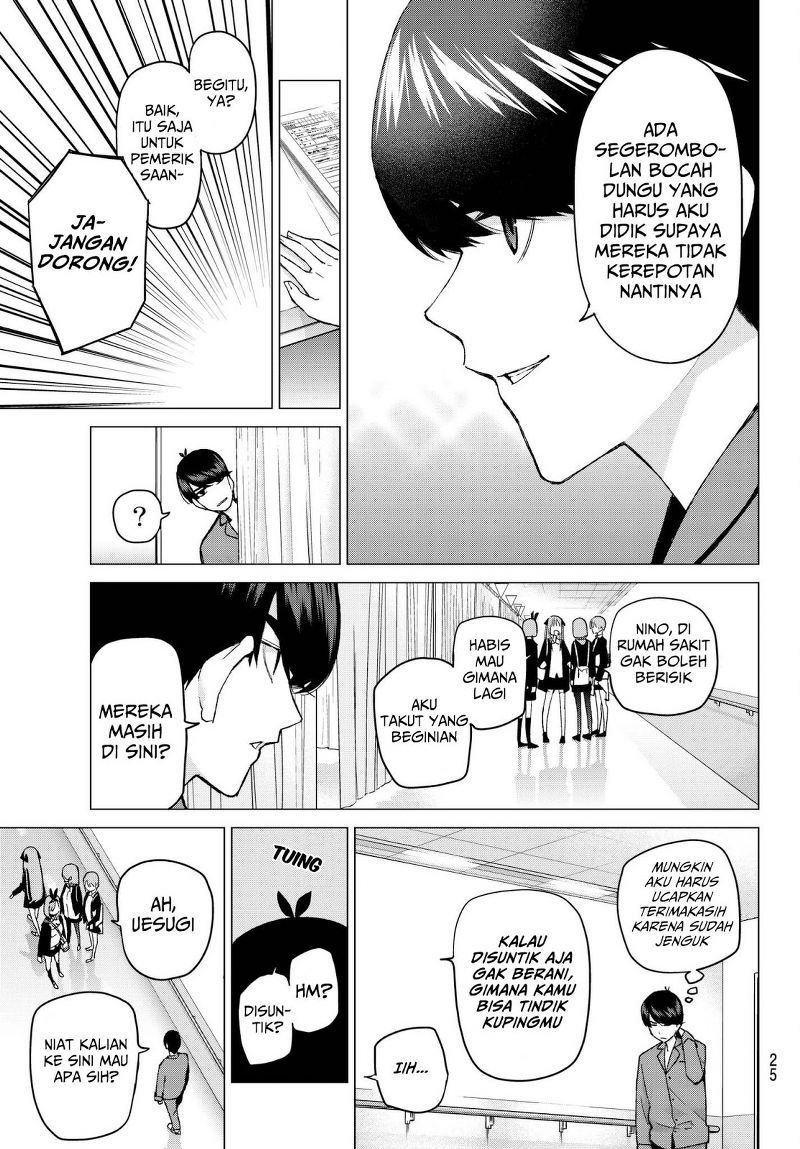 ADA
SEGEROMBO-
LAN BOCAH
DUNGU YANG
HARUS AKU
DIDIK SUPAYA
MEREKA TIDAK
KEREPOTAN
NANTINYA
BEGITU,
YA?
BAIK,
ITU SAJA
UNTUK
PEMERIK
SAAN-
JA-
JANGAN
DORONG!
?
NINO, DI
RUMAH SAKIT
GAK BOLEH
BERISIK
HABIS
MAU
GIMANA
LAGI
AKU
TAKUT YANG
BEGINIAN
MEREKA
MASIH
DI SINI?
MUNGKIN
AKU HARUS
UCAPKAN
TERIMAKASIH
KARENA SUDAH
JENGUK
KALAU
DISUNTIK AJA
GAK BERANI,
GIMANA KAMU
BISA TINDIK
KUPINGMU
IIH...
TUING
HM?
DISUN-
TIK?
AH,
UESUGI
NIAT KALIAN
KE SINI MAU
APA SIH?
25